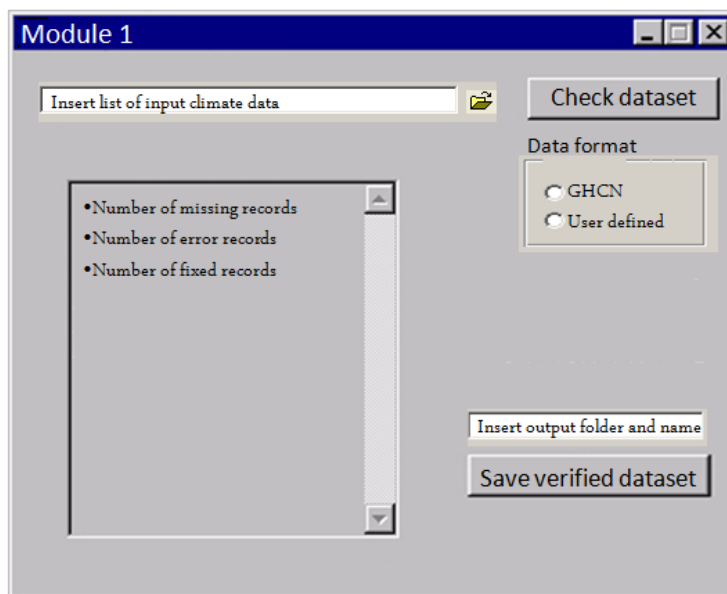 Module 1
Insert list of input climate data
Check dataset
Data format
GHCN
User defined
•Number of missing records
•Number of error records
•Number of fixed records
Insert output folder and name
Save verified dataset